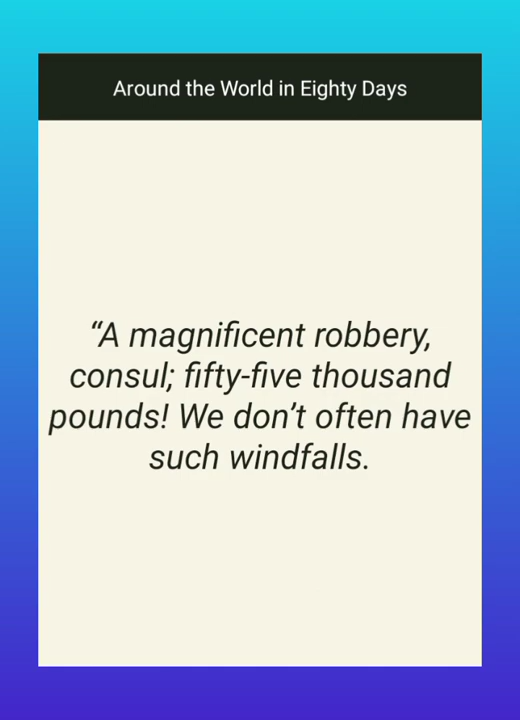 Around the World in Eighty Days
“A magnificent robbery,
consul; fifty-five thousand
pounds! We don’t often have
such windfalls.